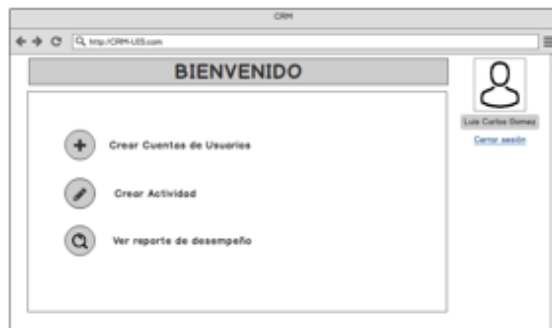 CRM
http://CRM-UES.com
BIENVENIDO
Luis Carlos Gomez
Cerrar sesión
Crear Cuentas de Usuarios
Crear Actividad
Ver reporte de desempeño